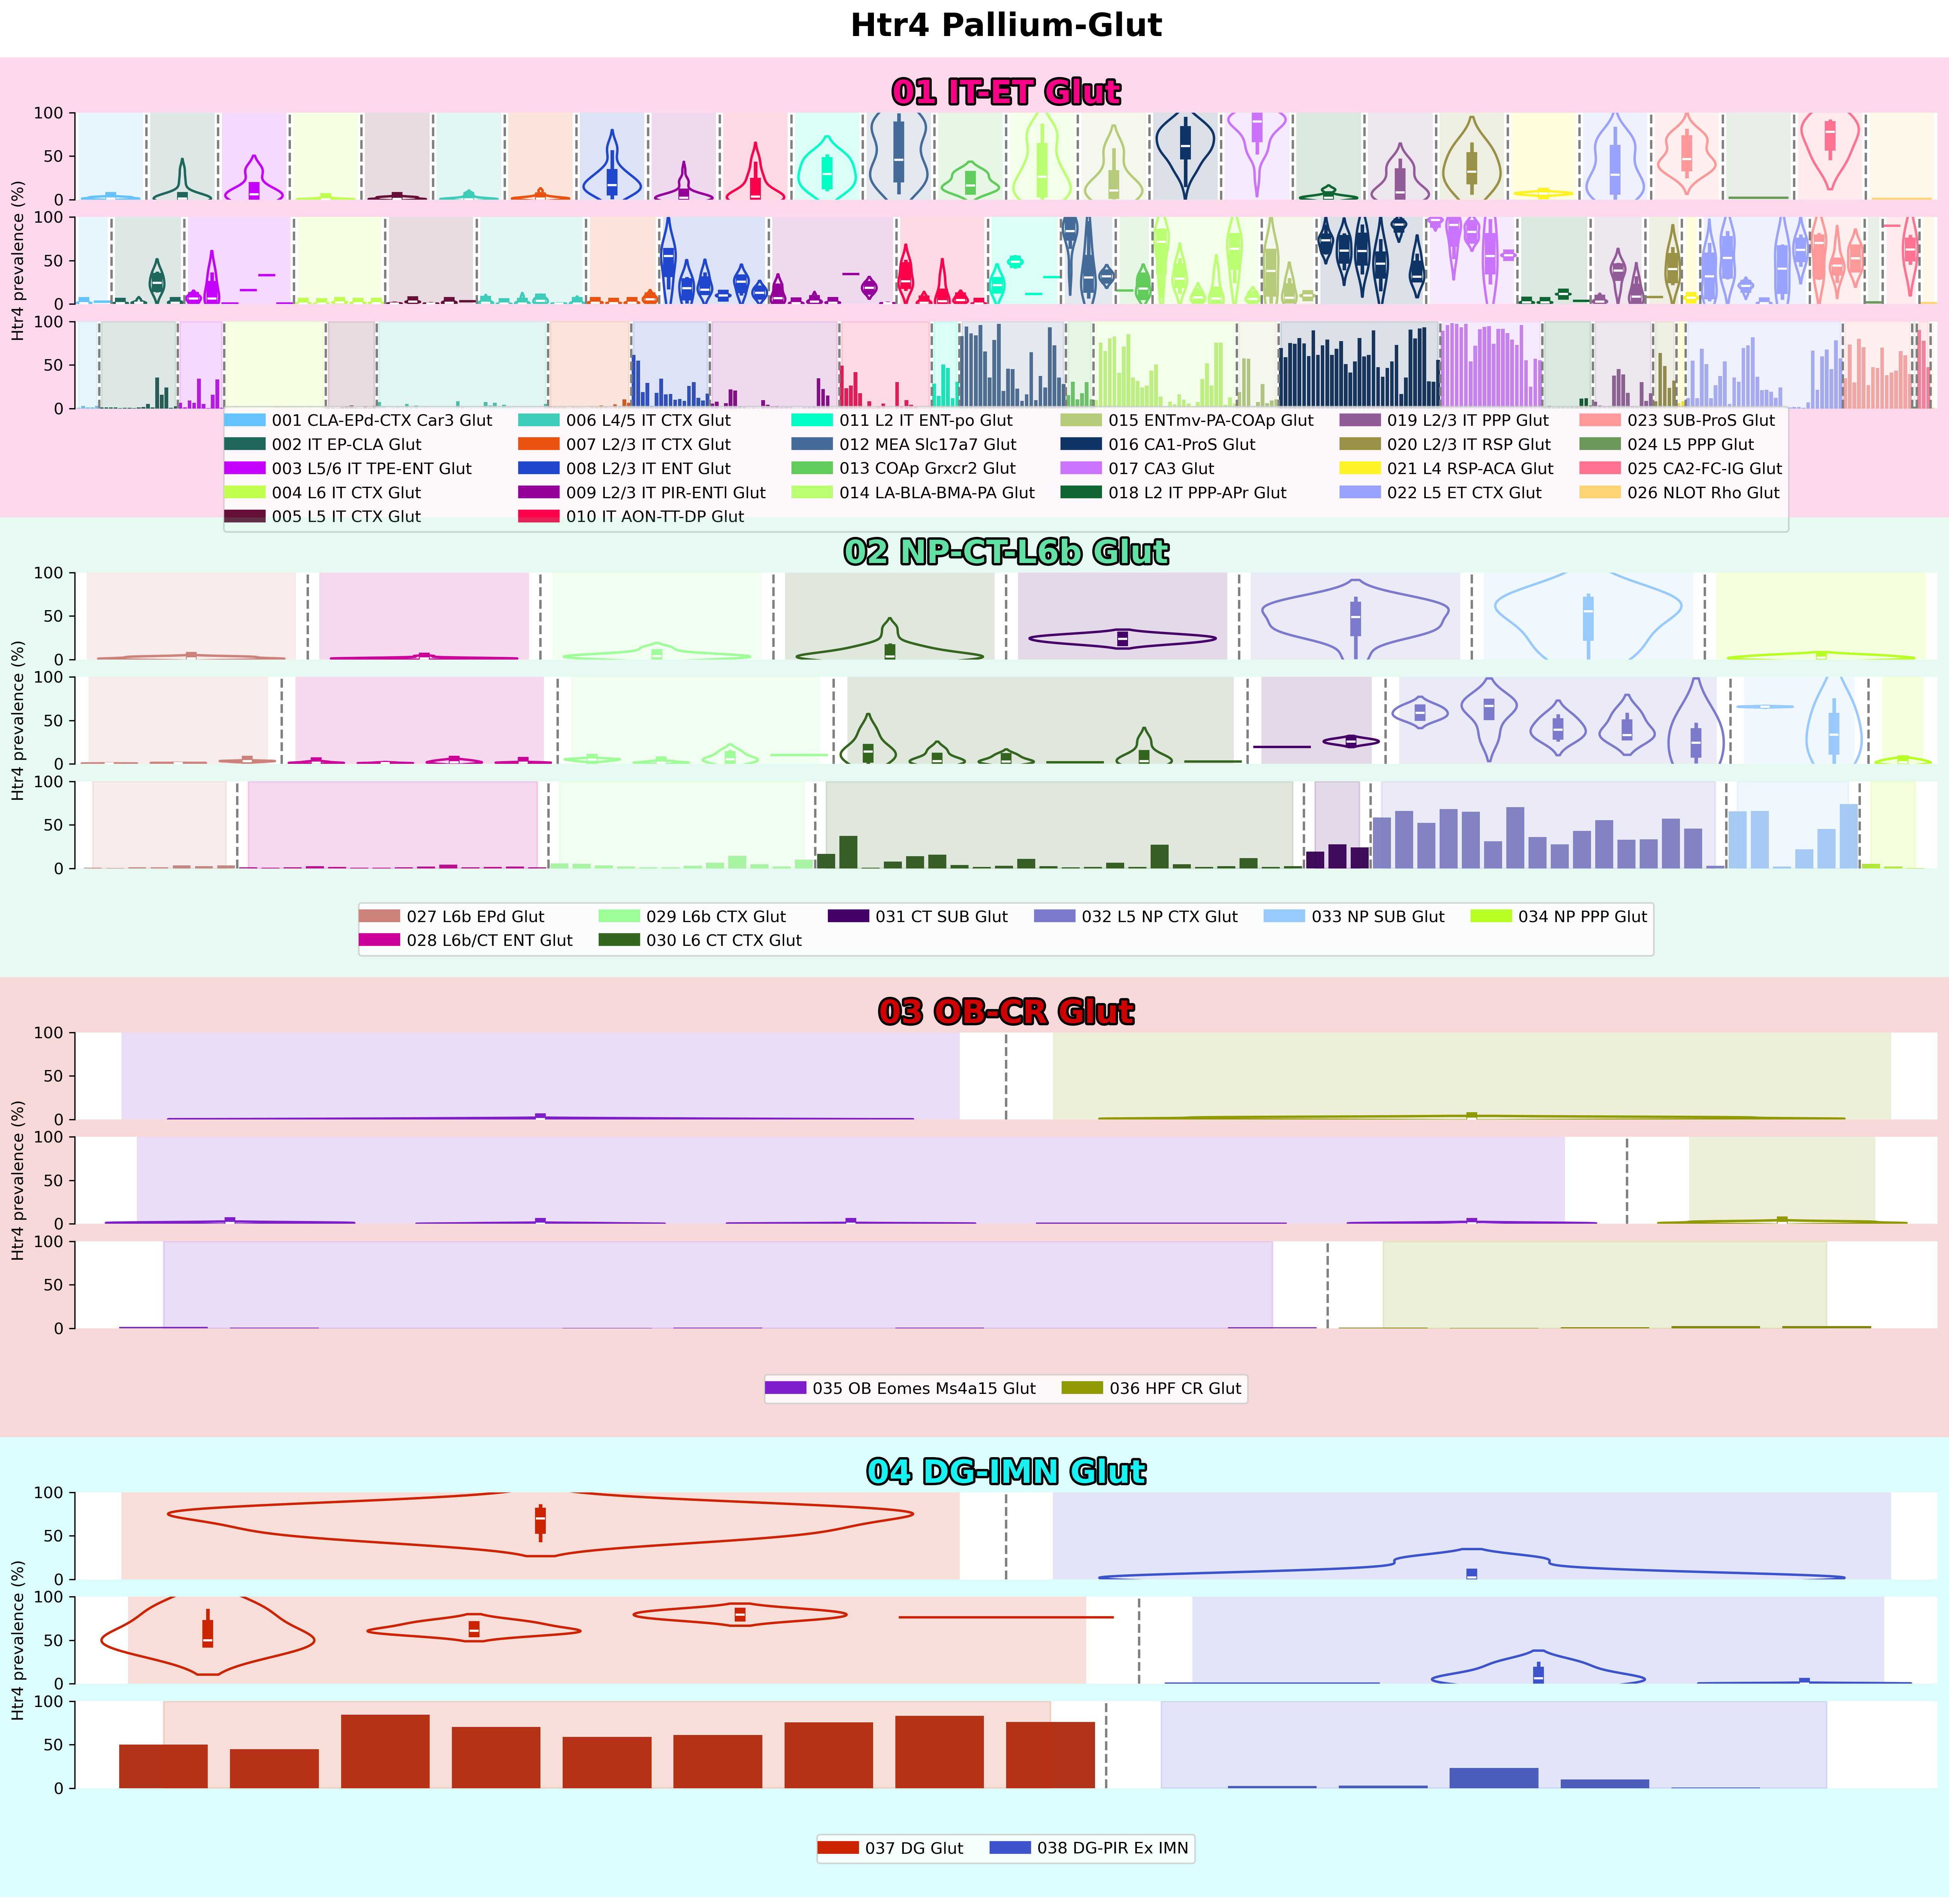 Htr4 Pallium-Glut
01 IT-ET Glut
Htr4 prevalence (%)
100
50
0
100
50
0
100
50
0
001 CLA-EPd-CTX Car3 Glut
002 IT EP-CLA Glut
003 L5/6 IT TPE-ENT Glut
004 L6 IT CTX Glut
005 L5 IT CTX Glut
006 L4/5 IT CTX Glut
007 L2/3 IT CTX Glut
008 L2/3 IT ENT Glut
009 L2/3 IT PIR-ENTl Glut
010 IT AON-TT-DP Glut
011 L2 IT ENT-po Glut
012 MEA Slc17a7 Glut
013 COAp Grxcr2 Glut
014 LA-BLA-BMA-PA Glut
015 ENTmv-PA-COAp Glut
016 CA1-ProS Glut
017 CA3 Glut
018 L2 IT PPP-APr Glut
019 L2/3 IT PPP Glut
020 L2/3 IT RSP Glut
021 L4 RSP-ACA Glut
022 L5 ET CTX Glut
023 SUB-ProS Glut
024 L5 PPP Glut
025 CA2-FC-IG Glut
026 NLOT Rho Glut
02 NP-CT-L6b Glut
Htr4 prevalence (%)
100
50
0
100
50
0
100
50
0
027 L6b EPd Glut
028 L6b/CT ENT Glut
029 L6b CTX Glut
030 L6 CT CTX Glut
031 CT SUB Glut
032 L5 NP CTX Glut
033 NP SUB Glut
034 NP PPP Glut
03 OB-CR Glut
Htr4 prevalence (%)
100
50
0
100
50
0
100
50
0
035 OB Eomes Ms4a15 Glut
036 HPF CR Glut
04 DG-IMN Glut
Htr4 prevalence (%)
100
50
0
100
50
0
100
50
0
037 DG Glut
038 DG-PIR Ex IMN